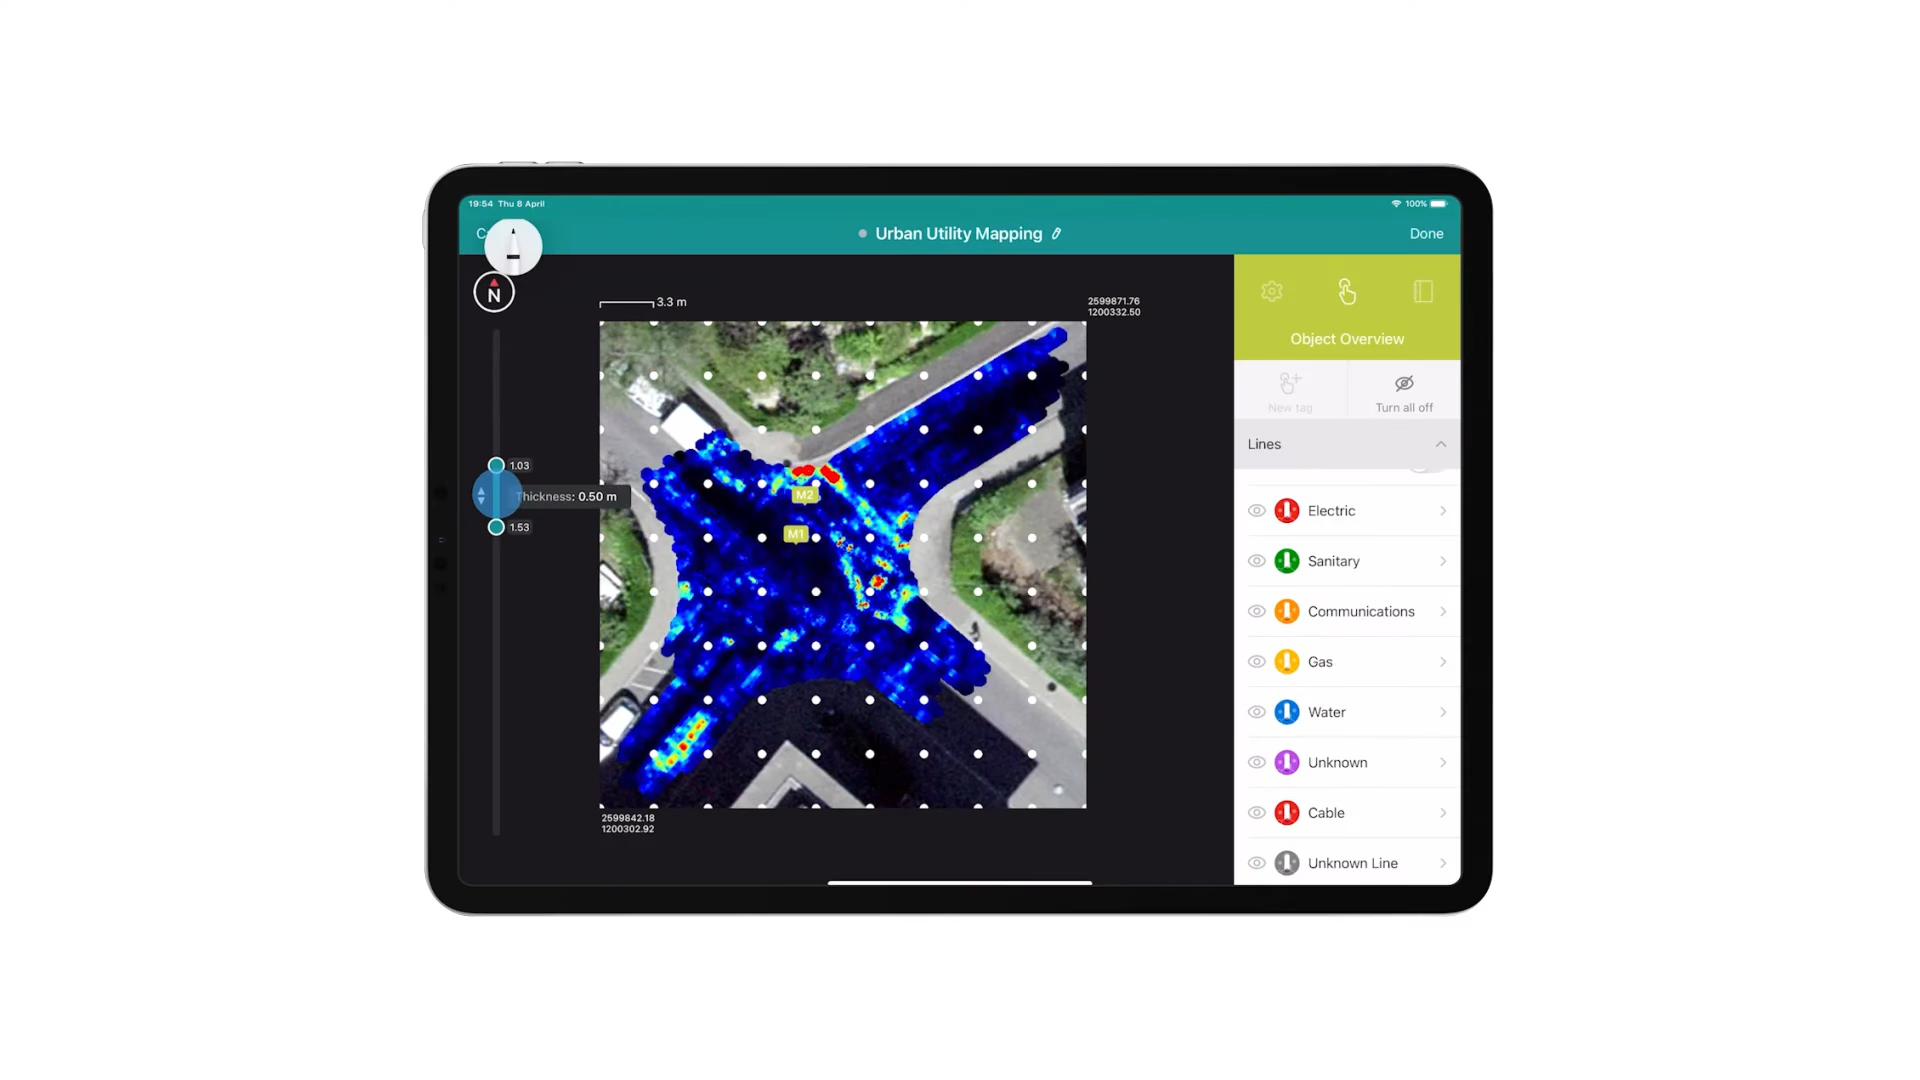 19:54 Thu 8 April
100%
Urban Utility Mapping
Done
N
3.3 m
2599871.76
1200332.50
Object Overview
New tag
Turn all off
Lines
1.03
Thickness: 0.50 m
1.53
M2
M1
Electric
Sanitary
Communications
Gas
Water
Unknown
Cable
Unknown Line
2599842.18
1200302.92